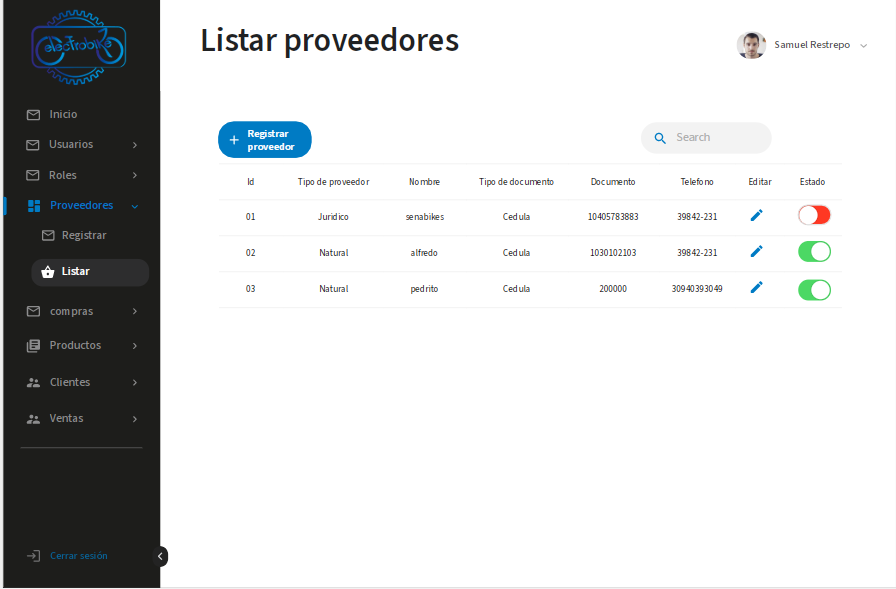 electrobike
Listar proveedores
Samuel Restrepo
Inicio
Usuarios
Roles
Proveedores
Registrar
Listar
compras
Productos
Clientes
Ventas
Cerrar sesión
Registrar
proveedor
Search
Id Tipo de proveedor Nombre Tipo de documento Documento Telefono Editar Estado
01 Juridico senabikes Cedula 10405783883 39842-231
02 Natural alfredo Cedula 1030102103 39842-231
03 Natural pedrito Cedula 200000 30940393049